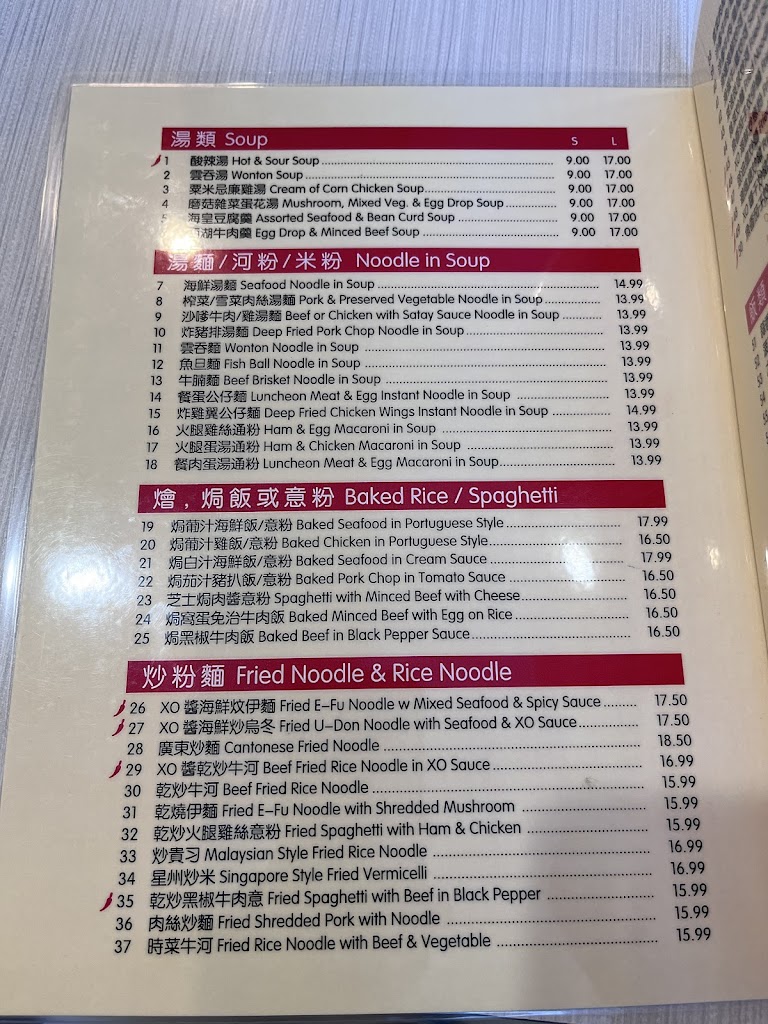 湯類 Soup S L
1 酸辣湯 Hot & Sour Soup 9.00 17.00
2 雲吞湯 Wonton Soup 9.00 17.00
3 粟米忌廉雞湯 Cream of Corn Chicken Soup 9.00 17.00
4 磨菇雜菜蛋花湯 Mushroom, Mixed Veg. & Egg Drop Soup 9.00 17.00
5 海皇豆腐羹 Assorted Seafood & Bean Curd Soup 9.00 17.00
湖牛肉羹 Egg Drop & Minced Beef Soup 9.00 17.00
湯麵/河粉/米粉 Noodle in Soup
7 海鮮湯麵 Seafood Noodle in Soup 14.99
8 榨菜/雪菜肉絲湯麵 Pork & Preserved Vegetable Noodle in Soup 13.99
9 沙嗲牛肉/雞湯麵 Beef or Chicken with Satay Sauce Noodle in Soup 13.99
10 炸豬排湯麵 Deep Fried Pork Chop Noodle in Soup 13.99
11 雲吞麵 Wonton Noodle in Soup 13.99
12 魚旦麵 Fish Ball Noodle in Soup 13.99
13 牛腩麵 Beef Brisket Noodle in Soup 13.99
14 餐蛋公仔麵 Luncheon Meat & Egg Instant Noodle in Soup 13.99
15 炸雞翼公仔麵 Deep Fried Chicken Wings Instant Noodle in Soup 14.99
16 火腿雞絲通粉 Ham & Egg Macaroni in Soup 13.99
17 火腿蛋湯通粉 Ham & Chicken Macaroni in Soup 13.99
18 餐肉蛋湯通粉 Luncheon Meat & Egg Macaroni in Soup 13.99
燴，焗飯或意粉 Baked Rice / Spaghetti
19 焗葡汁海鮮飯/意粉 Baked Seafood in Portuguese Style 17.99
20 焗葡汁雞飯/意粉 Baked Chicken in Portuguese Style 16.50
21 焗白汁海鮮飯/意粉 Baked Seafood in Cream Sauce 17.99
22 焗茄汁豬扒飯/意粉 Baked Pork Chop in Tomato Sauce 16.50
23 芝士焗肉醬意粉 Spaghetti with Minced Beef with Cheese 16.50
24 焗窩蛋免治牛肉飯 Baked Minced Beef with Egg on Rice 16.50
25 焗黑椒牛肉飯 Baked Beef in Black Pepper Sauce 16.50
炒粉麵 Fried Noodle & Rice Noodle
26 XO 醬海鮮炆伊麵 Fried E-Fu Noodle w Mixed Seafood & Spicy Sauce 17.50
27 XO 醬海鮮炒烏冬 Fried U-Don Noodle with Seafood & XO Sauce 17.50
28 廣東炒麵 Cantonese Fried Noodle 18.50
29 XO 醬乾炒牛河 Beef Fried Rice Noodle in XO Sauce 16.99
30 乾炒牛河 Beef Fried Rice Noodle 15.99
31 乾燒伊麵 Fried E-Fu Noodle with Shredded Mushroom 15.99
32 乾炒火腿雞絲意粉 Fried Spaghetti with Ham & Chicken 15.99
33 炒貴刁 Malaysian Style Fried Rice Noodle 16.99
34 星州炒米 Singapore Style Fried Vermicelli 16.99
35 乾炒黑椒牛肉意 Fried Spaghetti with Beef in Black Pepper 15.99
36 肉絲炒麵 Fried Shredded Pork with Noodle 15.99
37 時菜牛河 Fried Rice Noodle with Beef & Vegetable 15.99